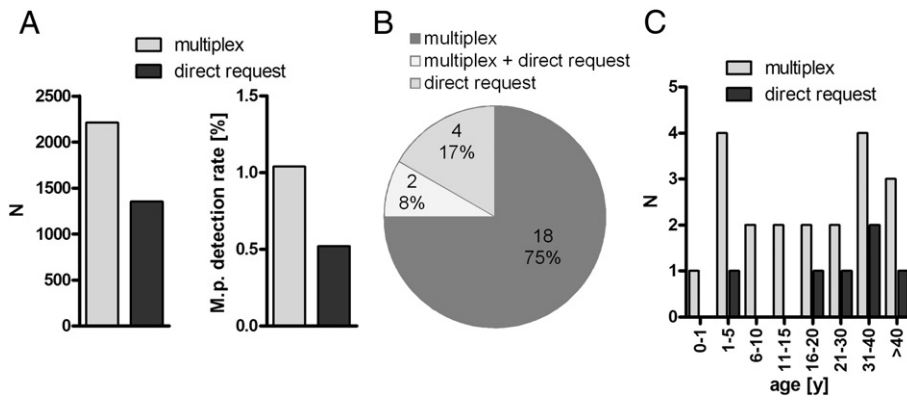 A
multiplex
direct request
2500
2000
1500
1000
500
0
N
1.5
1.0
0.5
0.0
M.p. detection rate [%]
B
multiplex
multiplex + direct request
direct request
4
17%
2
8%
18
75%
C
multiplex
direct request
5
4
3
2
1
0
N
0-1
1-5
6-10
11-15
16-20
21-30
31-40
>40
age [y]